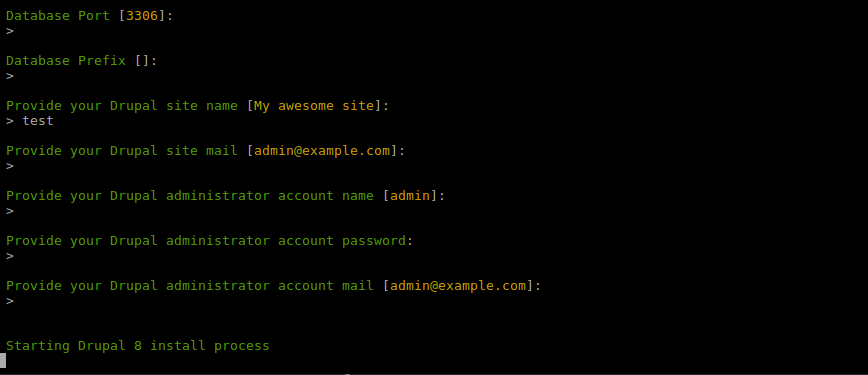 Database Port [3306]:
>
Database Prefix []:
>
Provide your Drupal site name [My awesome site]:
> test
Provide your Drupal site mail [admin@example.com]:
>
Provide your Drupal administrator account name [admin]:
>
Provide your Drupal administrator account password:
>
Provide your Drupal administrator account mail [admin@example.com]:
>
Starting Drupal 8 install process